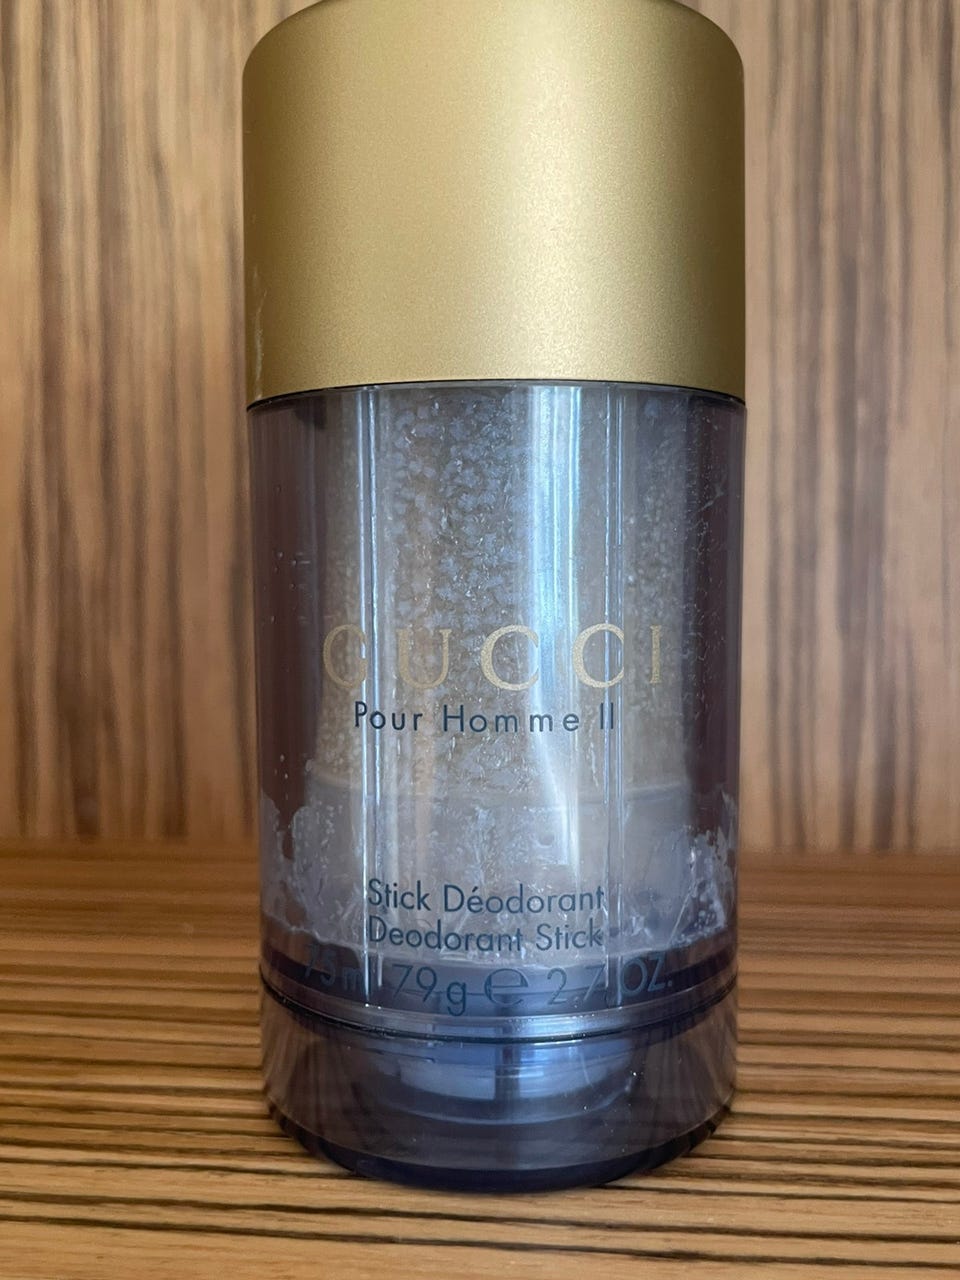 GUCCI
Pour Homme II
Stick Déodorant
Deodorant Stick
75ml 79g ℮ 2.7 OZ.